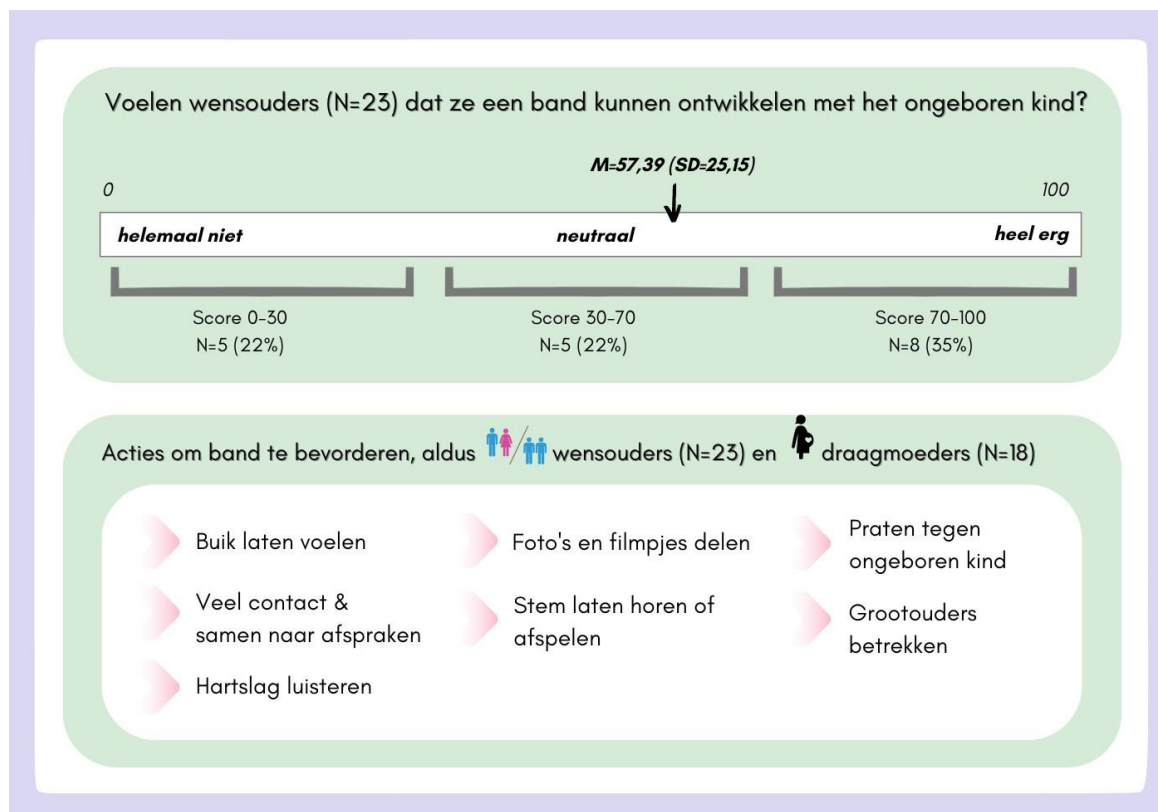 Voelen wensouders (N=23) dat ze een band kunnen ontwikkelen met het ongeboren kind?
M=57,39 (SD=25,15)
0
100
helemaal niet
neutraal
heel erg
Score 0-30
N=5 (22%)
Score 30-70
N=5 (22%)
Score 70-100
N=8 (35%)
Acties om band te bevorderen, aldus / wensouders (N=23) en draagmoeders (N=18)
Buik laten voelen
Veel contact &
samen naar afspraken
Hartslag luisteren
Foto's en filmpjes delen
Stem laten horen of
afspelen
Praten tegen
ongeboren kind
Grootouders
betrekken